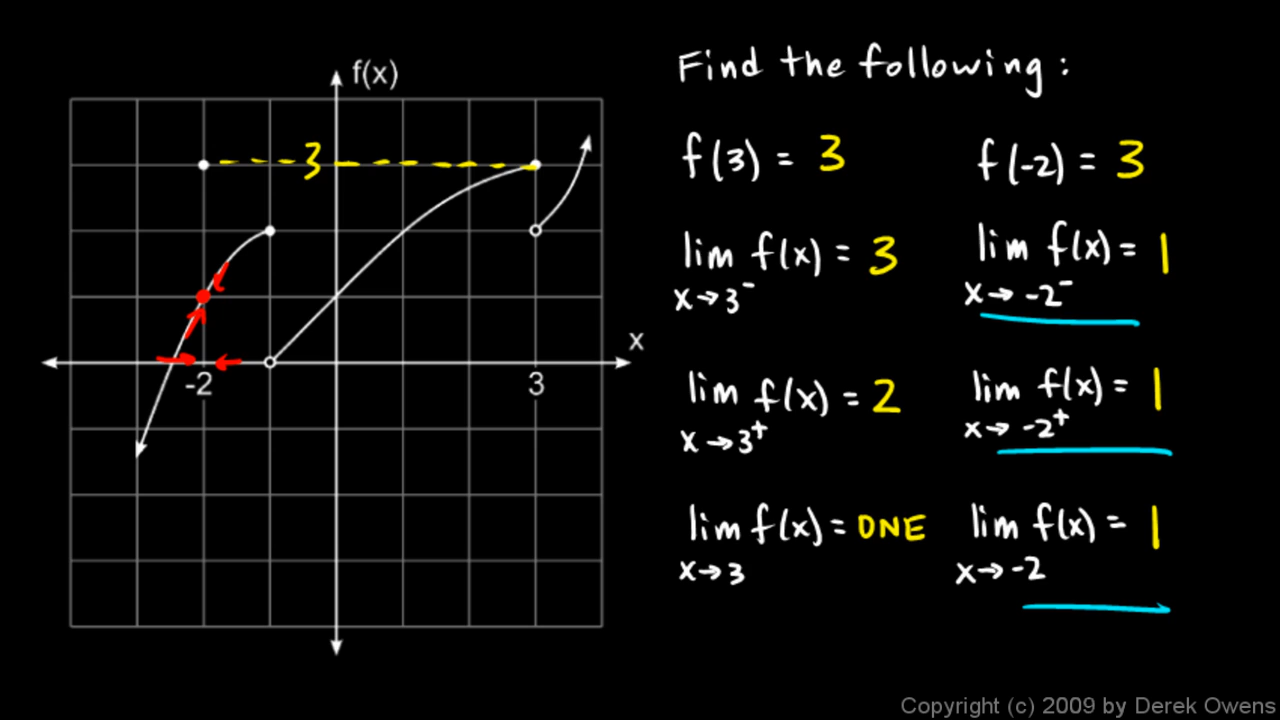 f(x)
3
x
-2
3
Find the following:
f(3) = 3
f(-2) = 3
lim f(x) = 3
x→3⁻
lim f(x) = 1
x→-2⁻
lim f(x) = 2
x→3⁺
lim f(x) = 1
x→-2⁺
lim f(x) = DNE
x→3
lim f(x) = 1
x→-2
Copyright (c) 2009 by Derek Owens